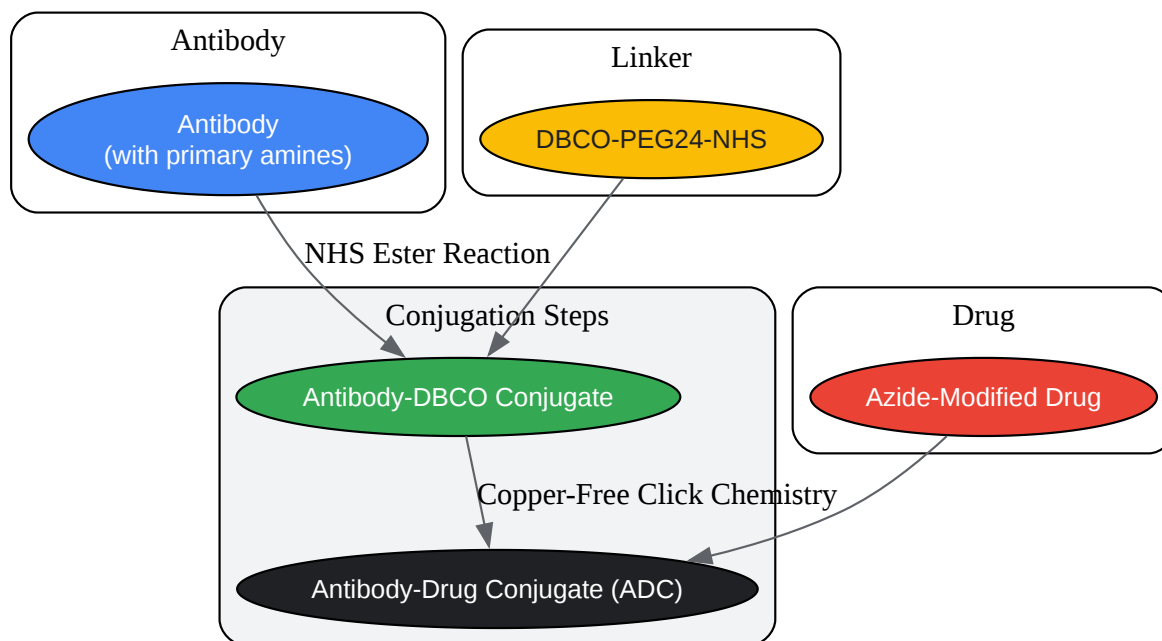 Antibody
Linker
Antibody
(with primary amines)
DBCO-PEG24-NHS
NHS Ester Reaction
Conjugation Steps
Drug
Antibody-DBCO Conjugate
Azide-Modified Drug
Copper-Free Click Chemistry
Antibody-Drug Conjugate (ADC)